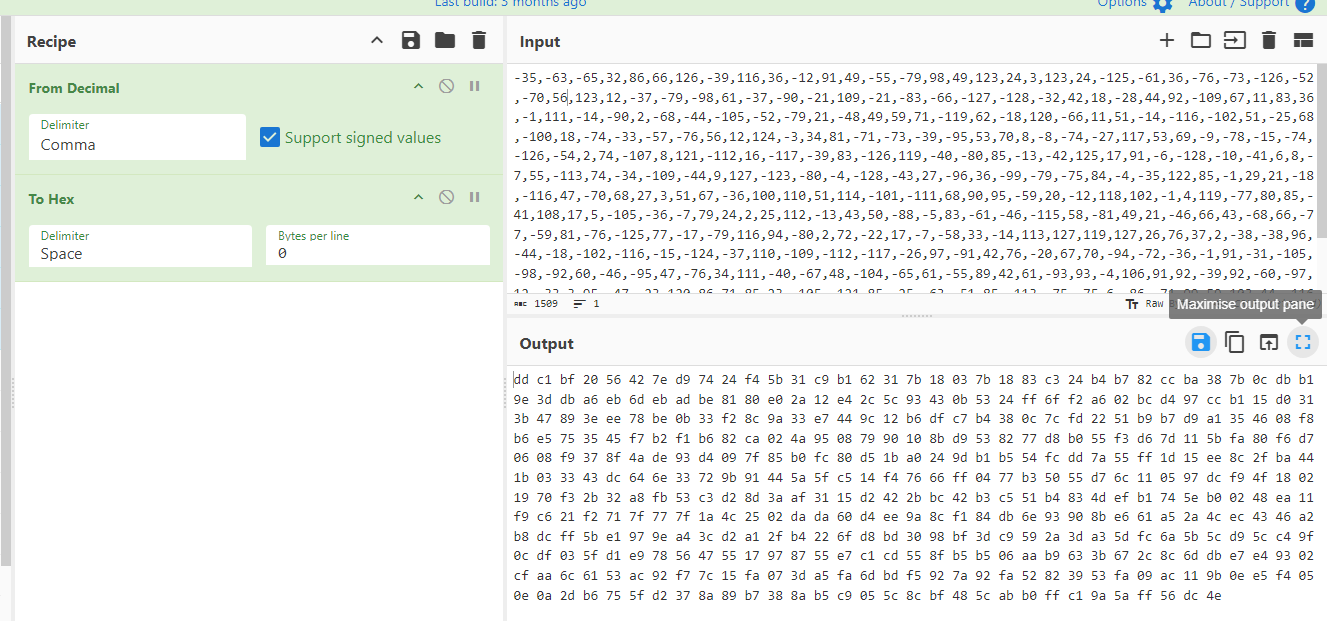 Last build: 3 months ago
Options
About / Support
Recipe
From Decimal
Delimiter
Comma
Support signed values
To Hex
Delimiter
Space
Bytes per line
0
Input
-35,-63,-65,32,86,66,126,-39,116,36,-12,91,49,-55,-79,98,49,123,24,3,123,24,-125,-61,36,-76,-73,-126,-52
,-70,56,123,12,-37,-79,-98,61,-37,-90,-21,109,-21,-83,-66,-127,-128,-32,42,18,-28,44,92,-109,67,11,83,36
,-1,111,-14,-90,2,-68,-44,-105,-52,-79,21,-48,49,59,71,-119,62,-18,120,-66,11,51,-14,-116,-102,51,-25,68
,-100,18,-74,-33,-57,-76,56,12,124,-3,34,81,-71,-73,-39,-95,53,70,8,-8,-74,-27,117,53,69,-9,-78,-15,-74,
-126,-54,2,74,-107,8,121,-112,16,-117,-39,83,-126,119,-40,-80,85,-13,-42,125,17,91,-6,-128,-10,-41,6,8,-
7,55,-113,74,-34,-109,-44,9,127,-123,-80,-4,-128,-43,27,-96,36,-99,-79,-75,84,-4,-35,122,85,-1,29,21,-18
,-116,47,-70,68,27,3,51,67,-36,100,110,51,114,-101,-111,68,90,95,-59,20,-12,118,102,-1,4,119,-77,80,85,-
41,108,17,5,-105,-36,-7,79,24,2,25,112,-13,43,50,-88,-5,83,-61,-46,-115,58,-81,49,21,-46,66,43,-68,66,-7
7,-59,81,-76,-125,77,-17,-79,116,94,-80,2,72,-22,17,-7,-58,33,-14,113,127,119,127,26,76,37,2,-38,-38,96,
-44,-18,-102,-116,-15,-124,-37,110,-109,-112,-117,-26,97,-91,42,76,-20,67,70,-94,-72,-36,-1,91,-31,-105,
-98,-92,60,-46,-95,47,-76,34,111,-40,-67,48,-104,-65,61,-55,89,42,61,-93,93,-4,106,91,92,-39,92,-60,-97,
1509
1
Raw B
Maximise output pane
Output
dd c1 bf 20 56 42 7e d9 74 24 f4 5b 31 c9 b1 62 31 7b 18 03 7b 18 83 c3 24 b4 b7 82 cc ba 38 7b 0c db b1
9e 3d db a6 eb 6d eb ad be 81 80 e0 2a 12 e4 2c 5c 93 43 0b 53 24 ff 6f f2 a6 02 bc d4 97 cc b1 15 d0 31
3b 47 89 3e ee 78 be 0b 33 f2 8c 9a 33 e7 44 9c 12 b6 df c7 b4 38 0c 7c fd 22 51 b9 b7 d9 a1 35 46 08 f8
b6 e5 75 35 45 f7 b2 f1 b6 82 ca 02 4a 95 08 79 90 10 8b d9 53 82 77 d8 b0 55 f3 d6 7d 11 5b fa 80 f6 d7
06 08 f9 37 8f 4a de 93 d4 09 7f 85 b0 fc 80 d5 1b a0 24 9d b1 b5 54 fc dd 7a 55 ff 1d 15 ee 8c 2f ba 44
1b 03 33 43 dc 64 6e 33 72 9b 91 44 5a 5f c5 14 f4 76 66 ff 04 77 b3 50 55 d7 6c 11 05 97 dc f9 4f 18 02
19 70 f3 2b 32 a8 fb 53 c3 d2 8d 3a af 31 15 d2 42 2b bc 42 b3 c5 51 b4 83 4d ef b1 74 5e b0 02 48 ea 11
f9 c6 21 f2 71 7f 77 7f 1a 4c 25 02 da da 60 d4 ee 9a 8c f1 84 db 6e 93 90 8b e6 61 a5 2a 4c ec 43 46 a2
b8 dc ff 5b e1 97 9e a4 3c d2 a1 2f b4 22 6f d8 bd 30 98 bf 3d c9 59 2a 3d a3 5d fc 6a 5b 5c d9 5c c4 9f
0c df 03 5f d1 e9 78 56 47 55 17 97 87 55 e7 c1 cd 55 8f b5 b5 06 aa b9 63 3b 67 2c 8c 6d db e7 e4 93 02
cf aa 6c 61 53 ac 92 f7 7c 15 fa 07 3d a5 fa 6d bd f5 92 7a 92 fa 52 82 39 53 fa 09 ac 11 9b 0e e5 f4 05
0e 0a 2d b6 75 5f d2 37 8a 89 b7 38 8a b5 c9 05 5c 8c bf 48 5c ab b0 ff c1 9a 5a ff 56 dc 4e